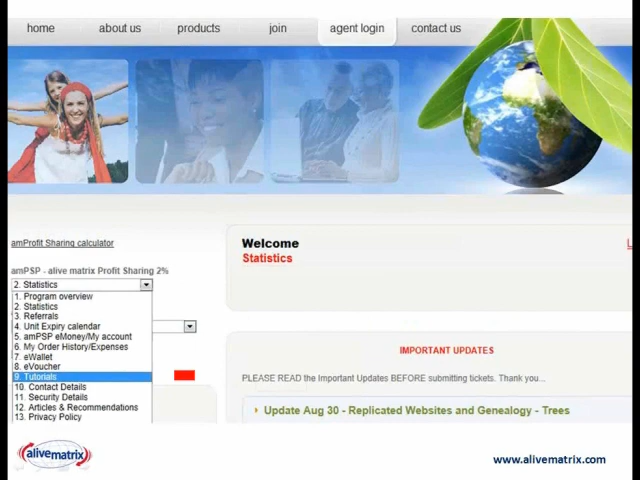 home about us products join agent login contact us
amProfit Sharing calculator
amPSP - alive matrix Profit Sharing 2%
2. Statistics
1. Program overview
2. Statistics
3. Referrals
4. Unit Expiry calendar
5. amPSP eMoney/My account
6. My Order History/Expenses
7. eWallet
8. eVoucher
9. Tutorials
10. Contact Details
11. Security Details
12. Articles & Recommendations
13. Privacy Policy
Welcome
Statistics
IMPORTANT UPDATES
PLEASE READ the Important Updates BEFORE submitting tickets. Thank you...
Update Aug 30 - Replicated Websites and Genealogy - Trees
alivematrix
www.alivematrix.com